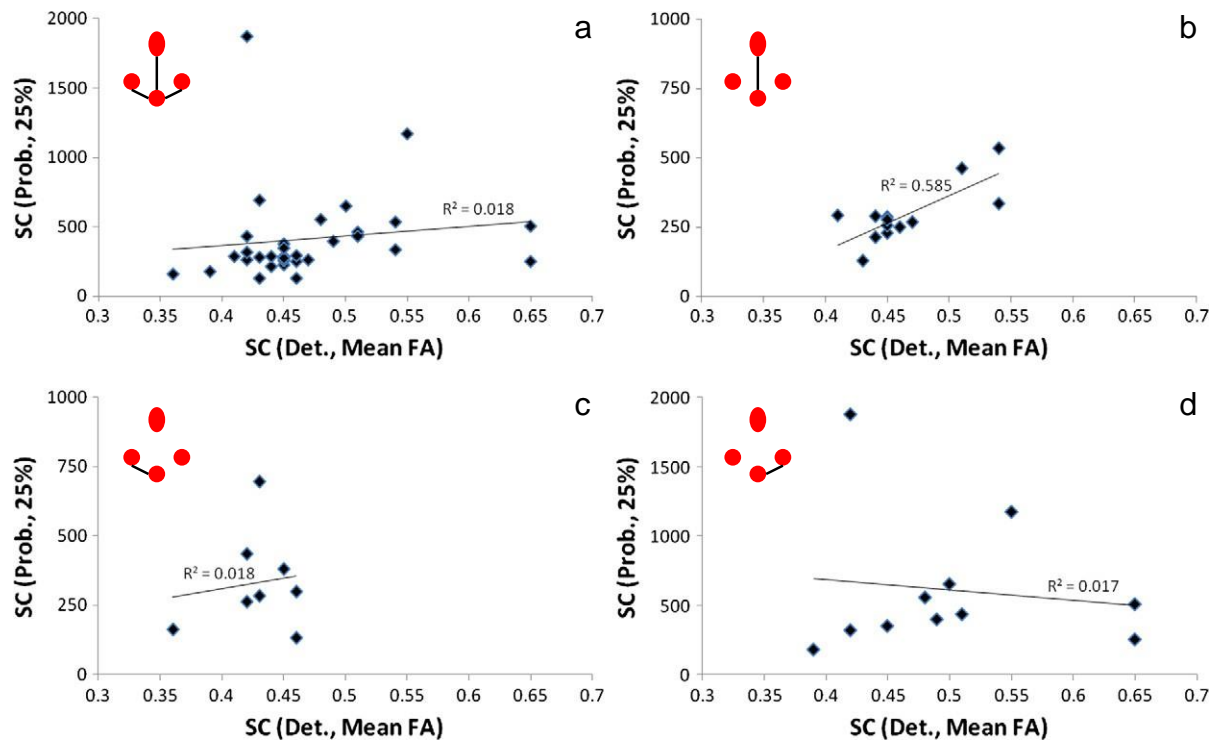 a
SC (Prob., 25%)
2000
1500
1000
500
0
R² = 0.018
0.3 0.35 0.4 0.45 0.5 0.55 0.6 0.65 0.7
SC (Det., Mean FA)
b
SC (Prob., 25%)
1000
750
500
250
0
R² = 0.585
0.3 0.35 0.4 0.45 0.5 0.55 0.6 0.65 0.7
SC (Det., Mean FA)
c
SC (Prob., 25%)
1000
750
500
250
0
R² = 0.018
0.3 0.35 0.4 0.45 0.5 0.55 0.6 0.65 0.7
SC (Det., Mean FA)
d
SC (Prob., 25%)
2000
1500
1000
500
0
R² = 0.017
0.3 0.35 0.4 0.45 0.5 0.55 0.6 0.65 0.7
SC (Det., Mean FA)